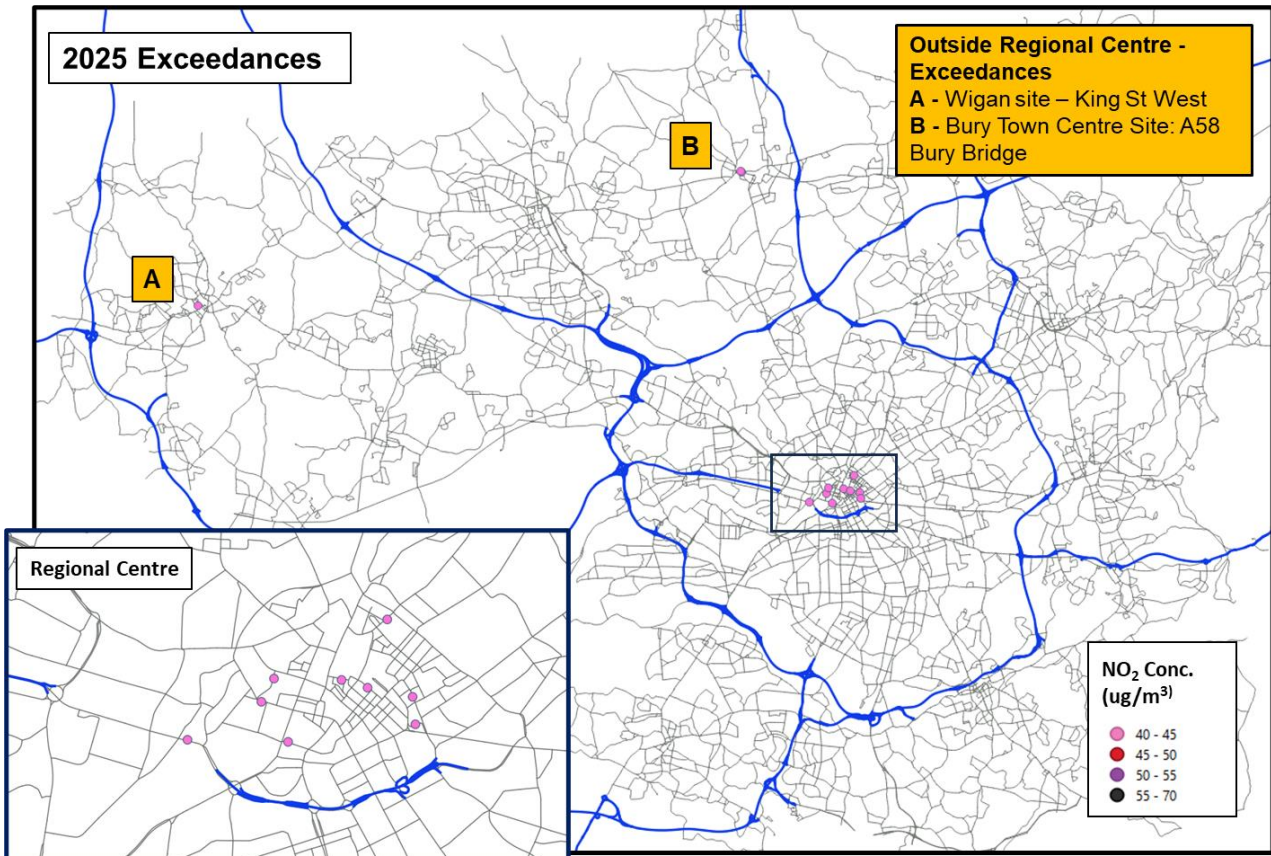 2025 Exceedances
Outside Regional Centre -
Exceedances
A - Wigan site – King St West
B - Bury Town Centre Site: A58
Bury Bridge
B
A
Regional Centre
NO₂ Conc.
(ug/m³⁾
40 - 45
45 - 50
50 - 55
55 - 70